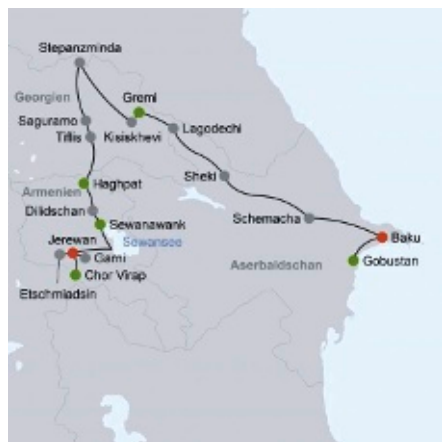 Stepanzminda
Georgien
Gremi
Saguramo
Tiflis
Kisiskhevi
Lagodechi
Sheki
Armenien
Haghpat
Dilidschan
Sewanawank
Schemacha
Jerewan
Sewansee
Baku
Garni
Aserbaidschan
Gobustan
Chor Virap
Etschmiadsin